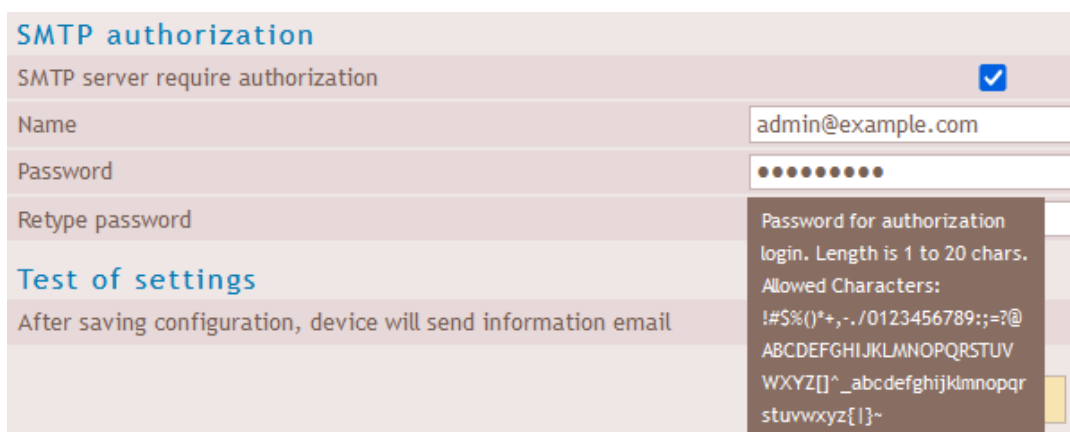 SMTP authorization
SMTP server require authorization
Name
admin@example.com
Password
●●●●●●●●●
Retype password
Password for authorization
login. Length is 1 to 20 chars.
Allowed Characters:
!#$%()*+,-./0123456789:;=?@
ABCDEFGHIJKLMNOPQRSTUV
WXYZ[]^_abcdefghijklmnopqr
stuvwxyz{|}~
Test of settings
After saving configuration, device will send information email